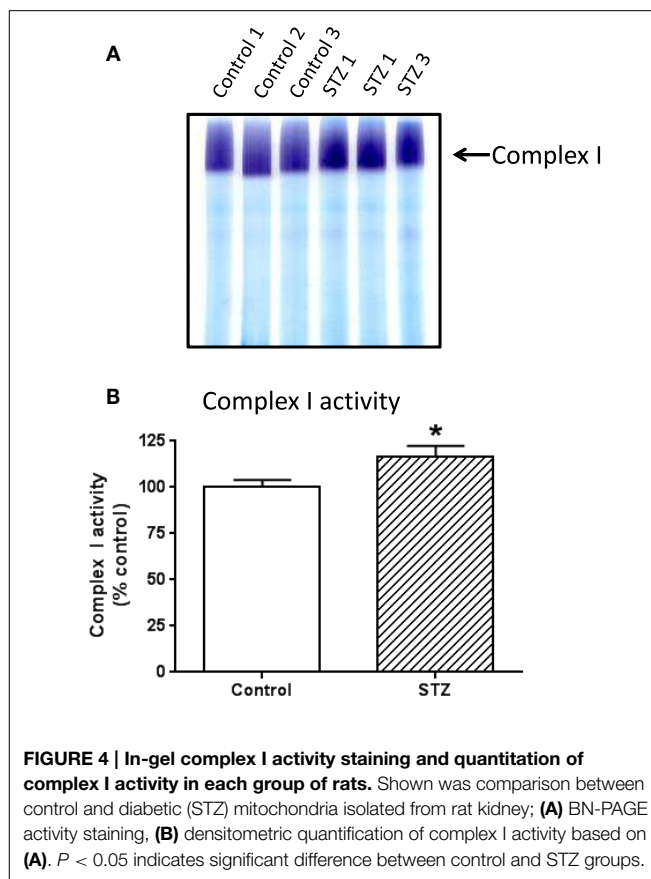 A
Control 1
Control 2
Control 3
STZ 1
STZ 1
STZ 3
Complex I
B
Complex I activity
*
Complex I activity
(% control)
125
100
75
50
25
0
Control
STZ
FIGURE 4 | In-gel complex I activity staining and quantitation of
complex I activity in each group of rats. Shown was comparison between
control and diabetic (STZ) mitochondria isolated from rat kidney; (A) BN-PAGE
activity staining, (B) densitometric quantification of complex I activity based on
(A). P < 0.05 indicates significant difference between control and STZ groups.